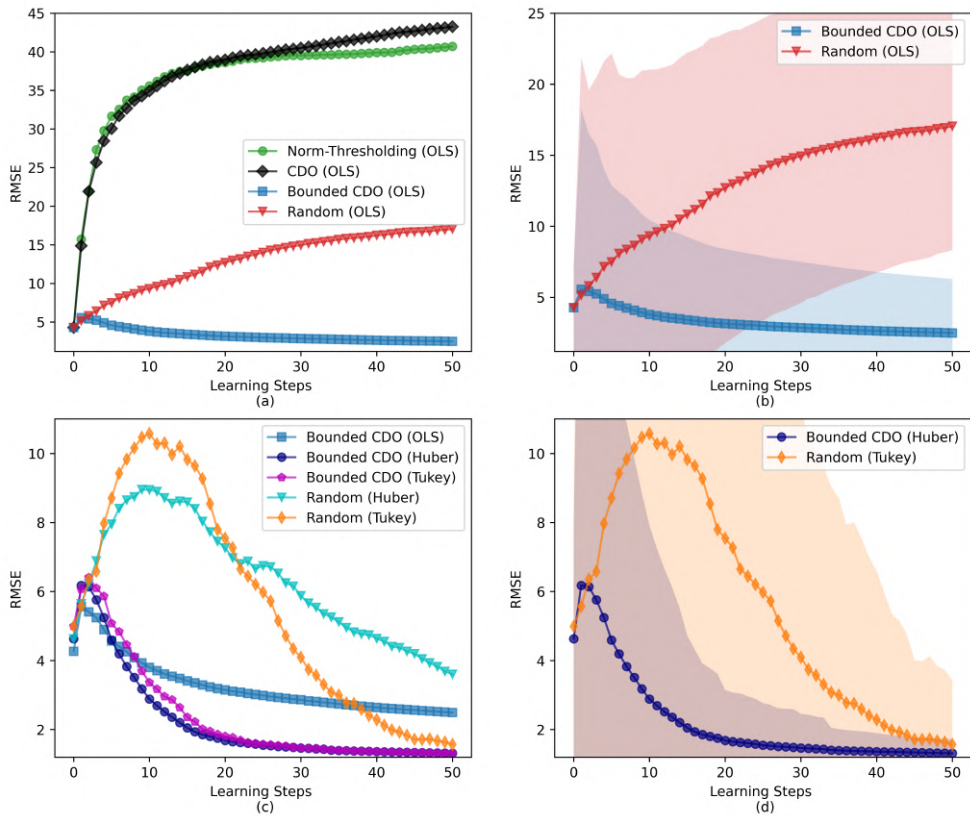 45
40
35
30
25
20
15
10
5
RMSE
Norm-Thresholding (OLS)
CDO (OLS)
Bounded CDO (OLS)
Random (OLS)
0 10 20 30 40 50
Learning Steps
(a)
25
20
15
10
5
RMSE
Bounded CDO (OLS)
Random (OLS)
0 10 20 30 40 50
Learning Steps
(b)
10
8
6
4
2
RMSE
Bounded CDO (OLS)
Bounded CDO (Huber)
Bounded CDO (Tukey)
Random (Huber)
Random (Tukey)
0 10 20 30 40 50
Learning Steps
(c)
10
8
6
4
2
RMSE
Bounded CDO (Huber)
Random (Tukey)
0 10 20 30 40 50
Learning Steps
(d)